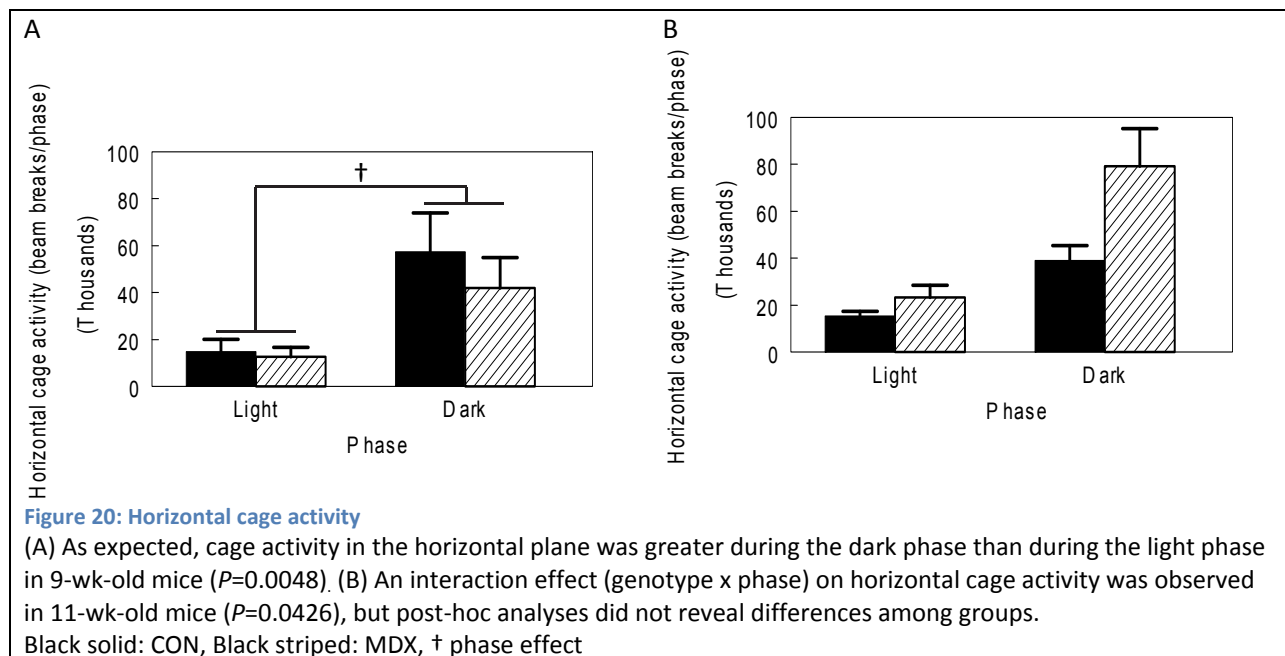 A
Horizontal cage activity (beam breaks/phase)
(T housands)
100
80
60
40
20
0
†
Light
Dark
P hase
B
Horizontal cage activity (beam breaks/phase)
(T housands)
100
80
60
40
20
0
Light
Dark
P hase
Figure 20: Horizontal cage activity
(A) As expected, cage activity in the horizontal plane was greater during the dark phase than during the light phase
in 9-wk-old mice (P=0.0048). (B) An interaction effect (genotype x phase) on horizontal cage activity was observed
in 11-wk-old mice (P=0.0426), but post-hoc analyses did not reveal differences among groups.
Black solid: CON, Black striped: MDX, † phase effect